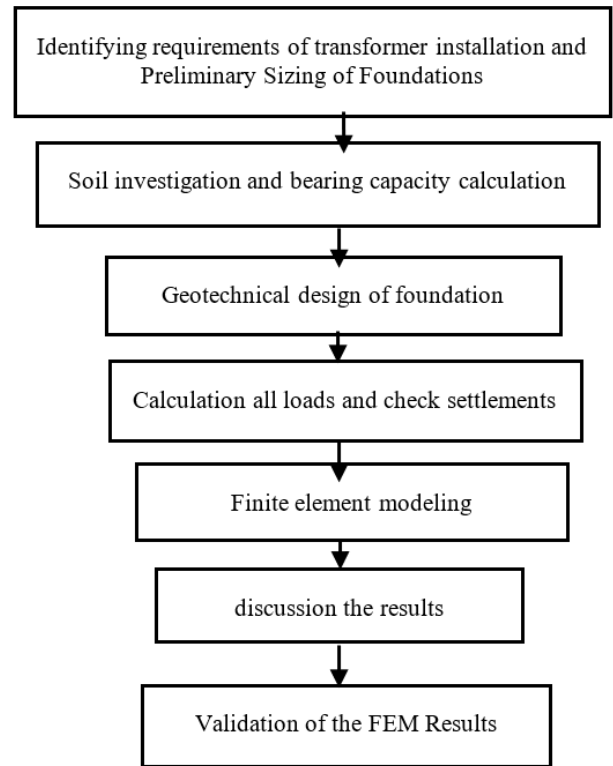 Identifying requirements of transformer installation and
Preliminary Sizing of Foundations
Soil investigation and bearing capacity calculation
Geotechnical design of foundation
Calculation all loads and check settlements
Finite element modeling
discussion the results
Validation of the FEM Results